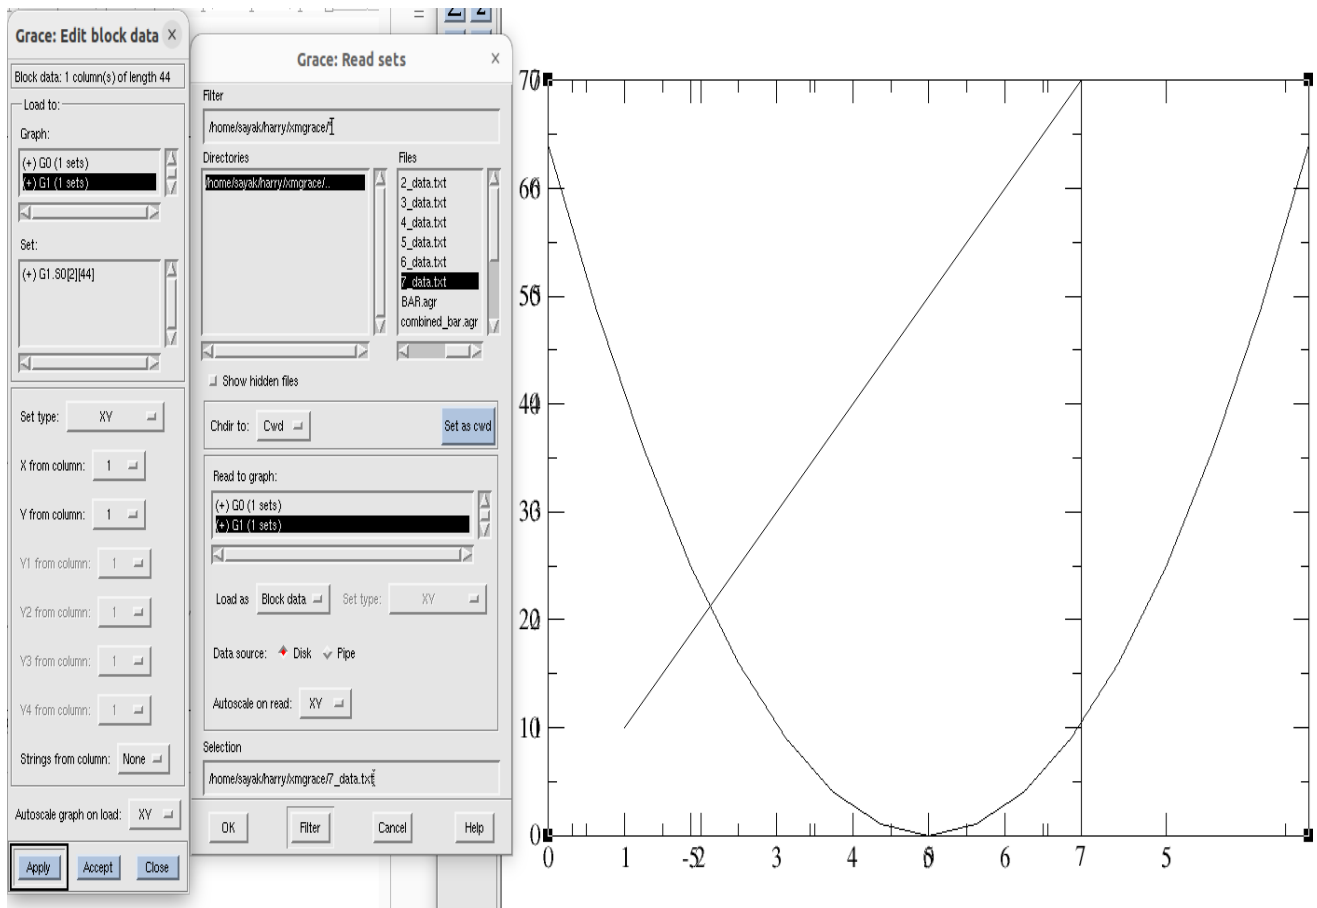 Grace: Edit block data ×
Block data: 1 column(s) of length 44
Load to:
Graph:
(+) G0 (1 sets)
(+) G1 (1 sets)
Set:
(+) G1.S0[2][44]
Set type: XY
X from column: 1
Y from column: 1
Y1 from column: 1
Y2 from column: 1
Y3 from column: 1
Y4 from column: 1
Strings from column: None
Autoscale graph on load: XY
Apply Accept Close
Grace: Read sets ×
Filter
/home/sayak/harry/xmgrace/*
Directories
/home/sayak/harry/xmgrace/..
Files
2_data.txt
3_data.txt
4_data.txt
5_data.txt
6_data.txt
7_data.txt
BAR.agr
combined_bar.agr
Show hidden files
Chdir to: Cwd Set as cwd
Read to graph:
(+) G0 (1 sets)
(+) G1 (1 sets)
Load as Block data Set type: XY
Data source: Disk Pipe
Autoscale on read: XY
Selection
/home/sayak/harry/xmgrace/7_data.txt
OK Filter Cancel Help
70
60
50
40
30
20
10
0
0 1 -5 2 3 4 6 7 5